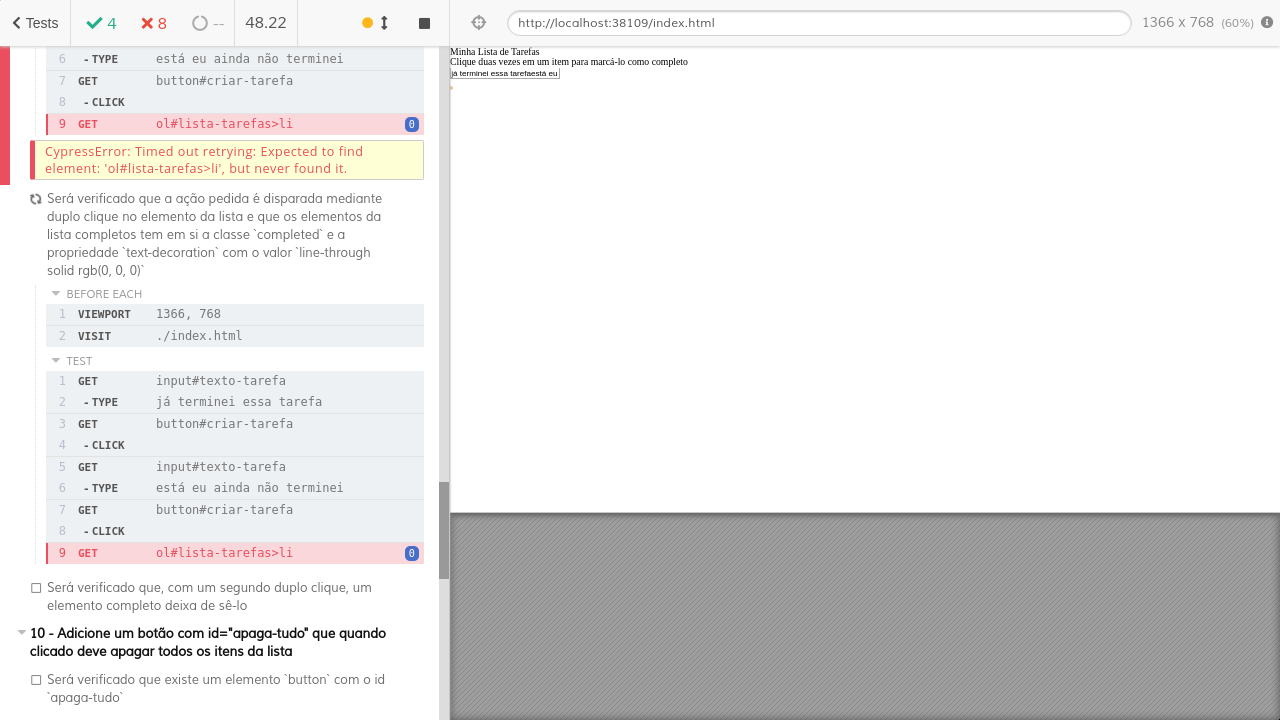 Tests
4
8
--
48.22
http://localhost:38109/index.html
1366 x 768 (60%)
6 - TYPE está eu ainda não terminei
7 GET button#criar-tarefa
8 - CLICK
9 GET ol#lista-tarefas>li 0
CypressError: Timed out retrying: Expected to find
element: 'ol#lista-tarefas>li', but never found it.
Será verificado que a ação pedida é disparada mediante
duplo clique no elemento da lista e que os elementos da
lista completos tem em si a classe `completed` e a
propriedade `text-decoration` com o valor `line-through
solid rgb(0, 0, 0)`
BEFORE EACH
1 VIEWPORT 1366, 768
2 VISIT ./index.html
TEST
1 GET input#texto-tarefa
2 - TYPE já terminei essa tarefa
3 GET button#criar-tarefa
4 - CLICK
5 GET input#texto-tarefa
6 - TYPE está eu ainda não terminei
7 GET button#criar-tarefa
8 - CLICK
9 GET ol#lista-tarefas>li 0
Será verificado que, com um segundo duplo clique, um
elemento completo deixa de sê-lo
10 - Adicione um botão com id="apaga-tudo" que quando
clicado deve apagar todos os itens da lista
Será verificado que existe um elemento `button` com o id
`apaga-tudo`
Minha Lista de Tarefas
Clique duas vezes em um item para marcá-lo como completo
já terminei essa tarefaestá eu